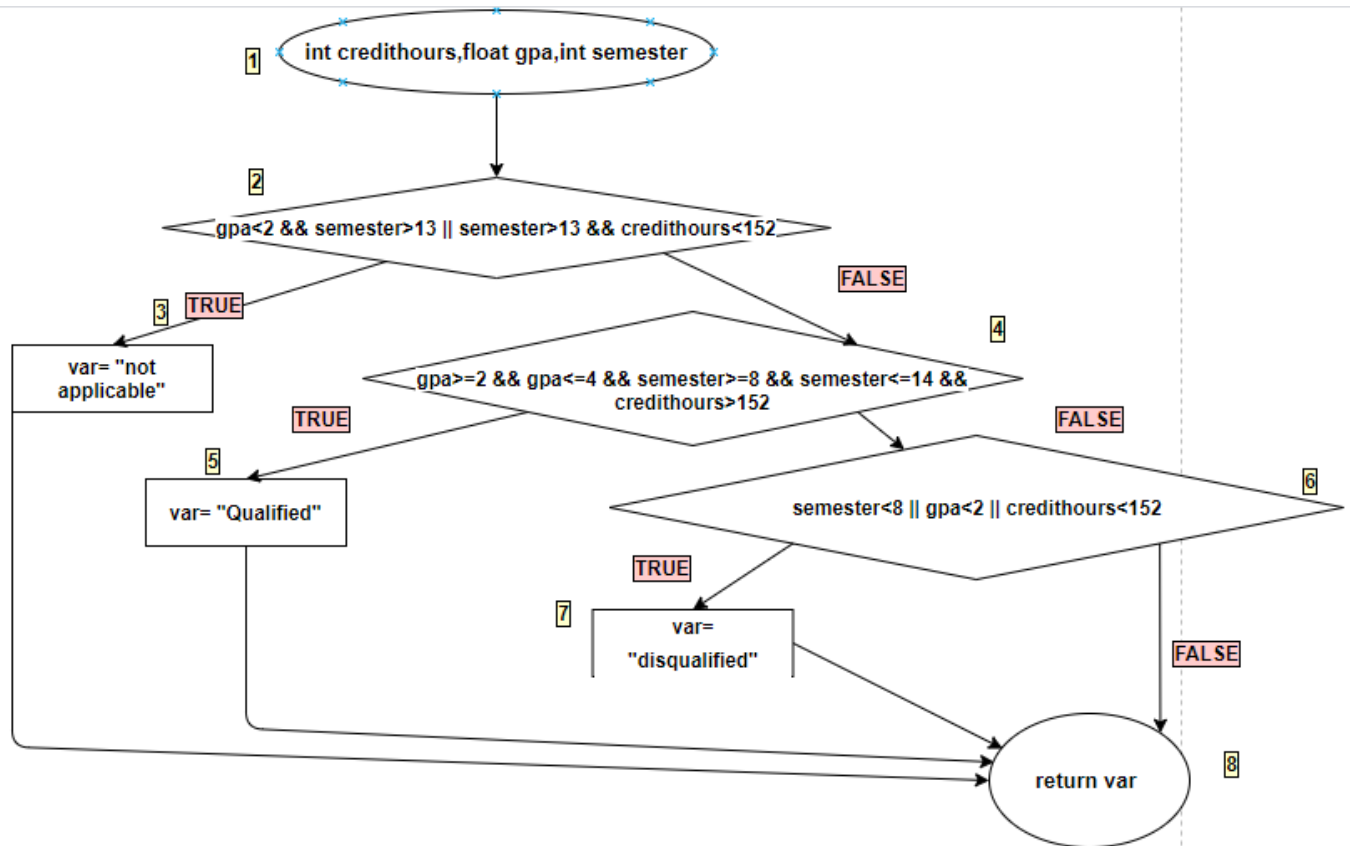 int credithours,float gpa,int semester
1
2
gpa<2 && semester>13 || semester>13 && credithours<152
FALSE
3
TRUE
4
var= "not
applicable"
gpa>=2 && gpa<=4 && semester>=8 && semester<=14 &&
credithours>152
TRUE
FALSE
5
6
var= "Qualified"
semester<8 || gpa<2 || credithours<152
TRUE
7
var=
"disqualified"
FALSE
8
return var